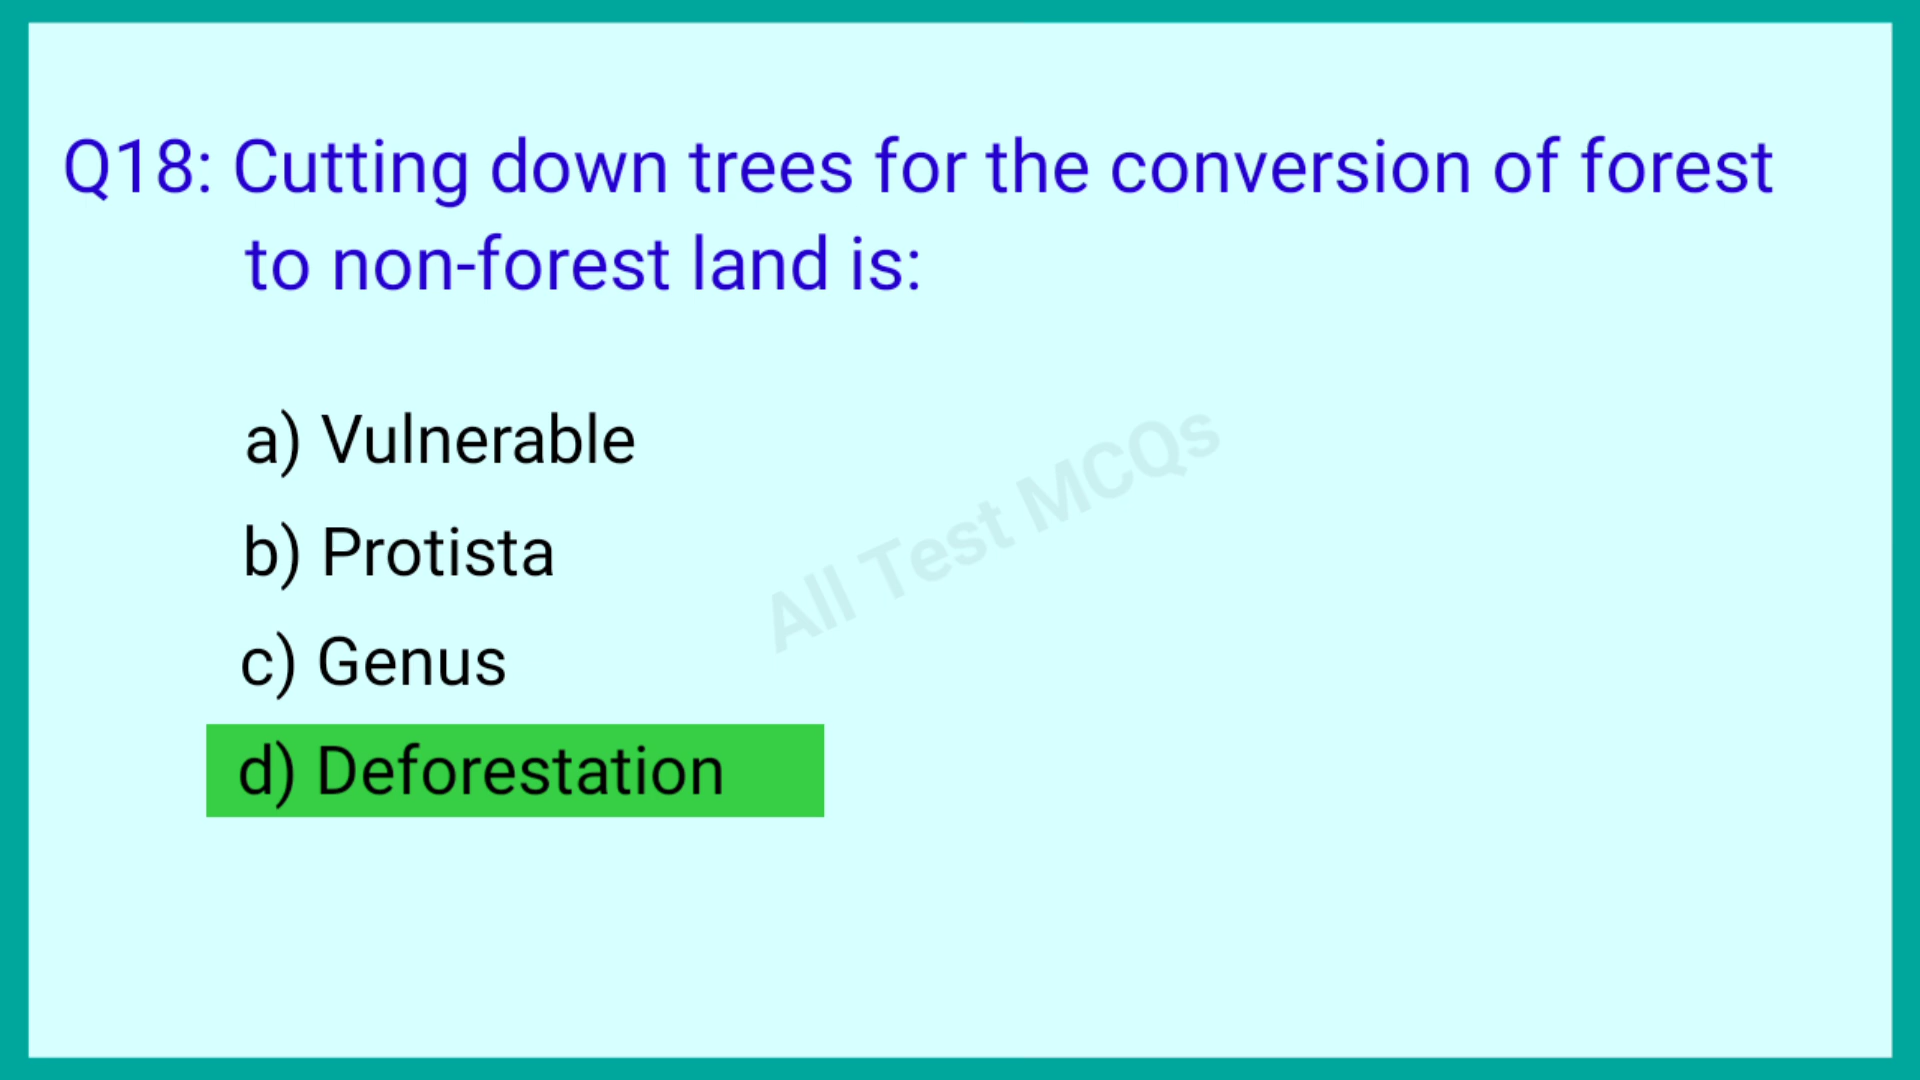 Q18: Cutting down trees for the conversion of forest
to non-forest land is:
a) Vulnerable
All Test MCQs
b) Protista
c) Genus
d) Deforestation